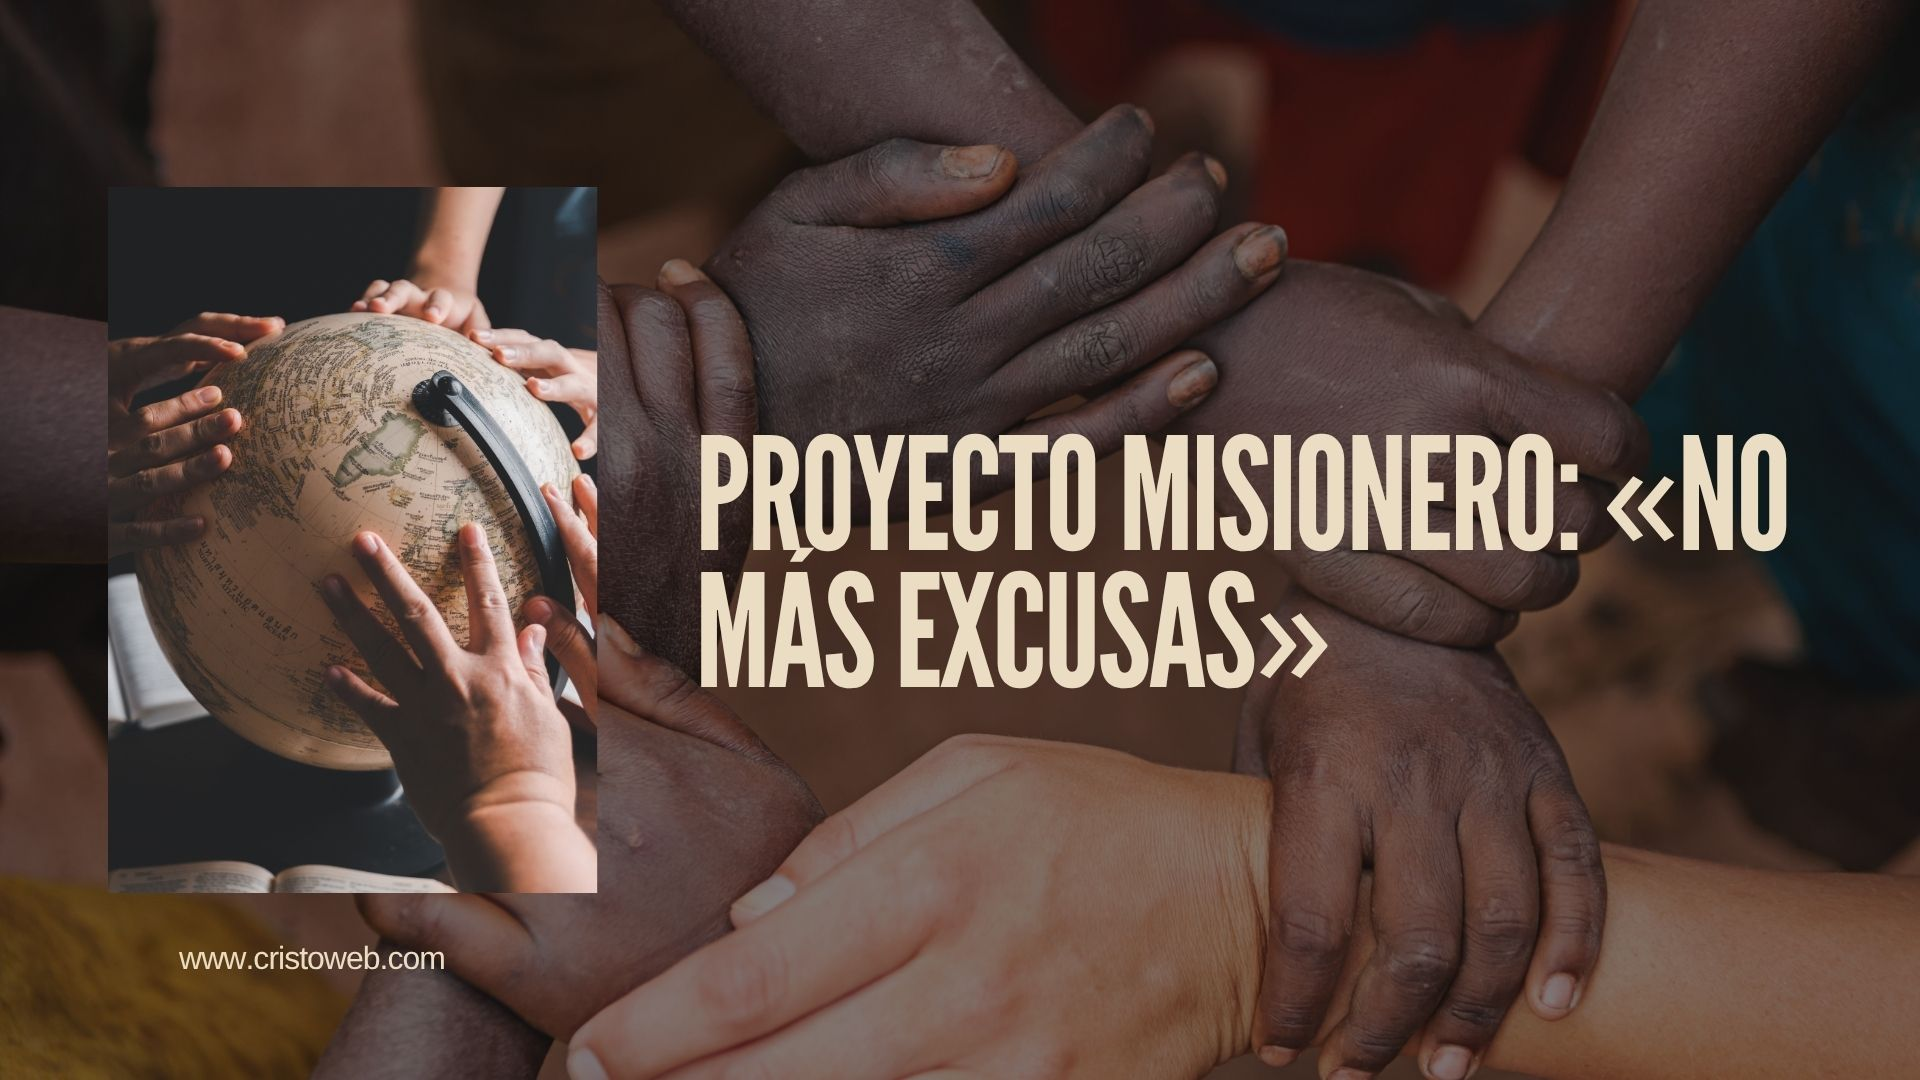 PROYECTO MISIONERO: «NO
MÁS EXCUSAS»
www.cristoweb.com